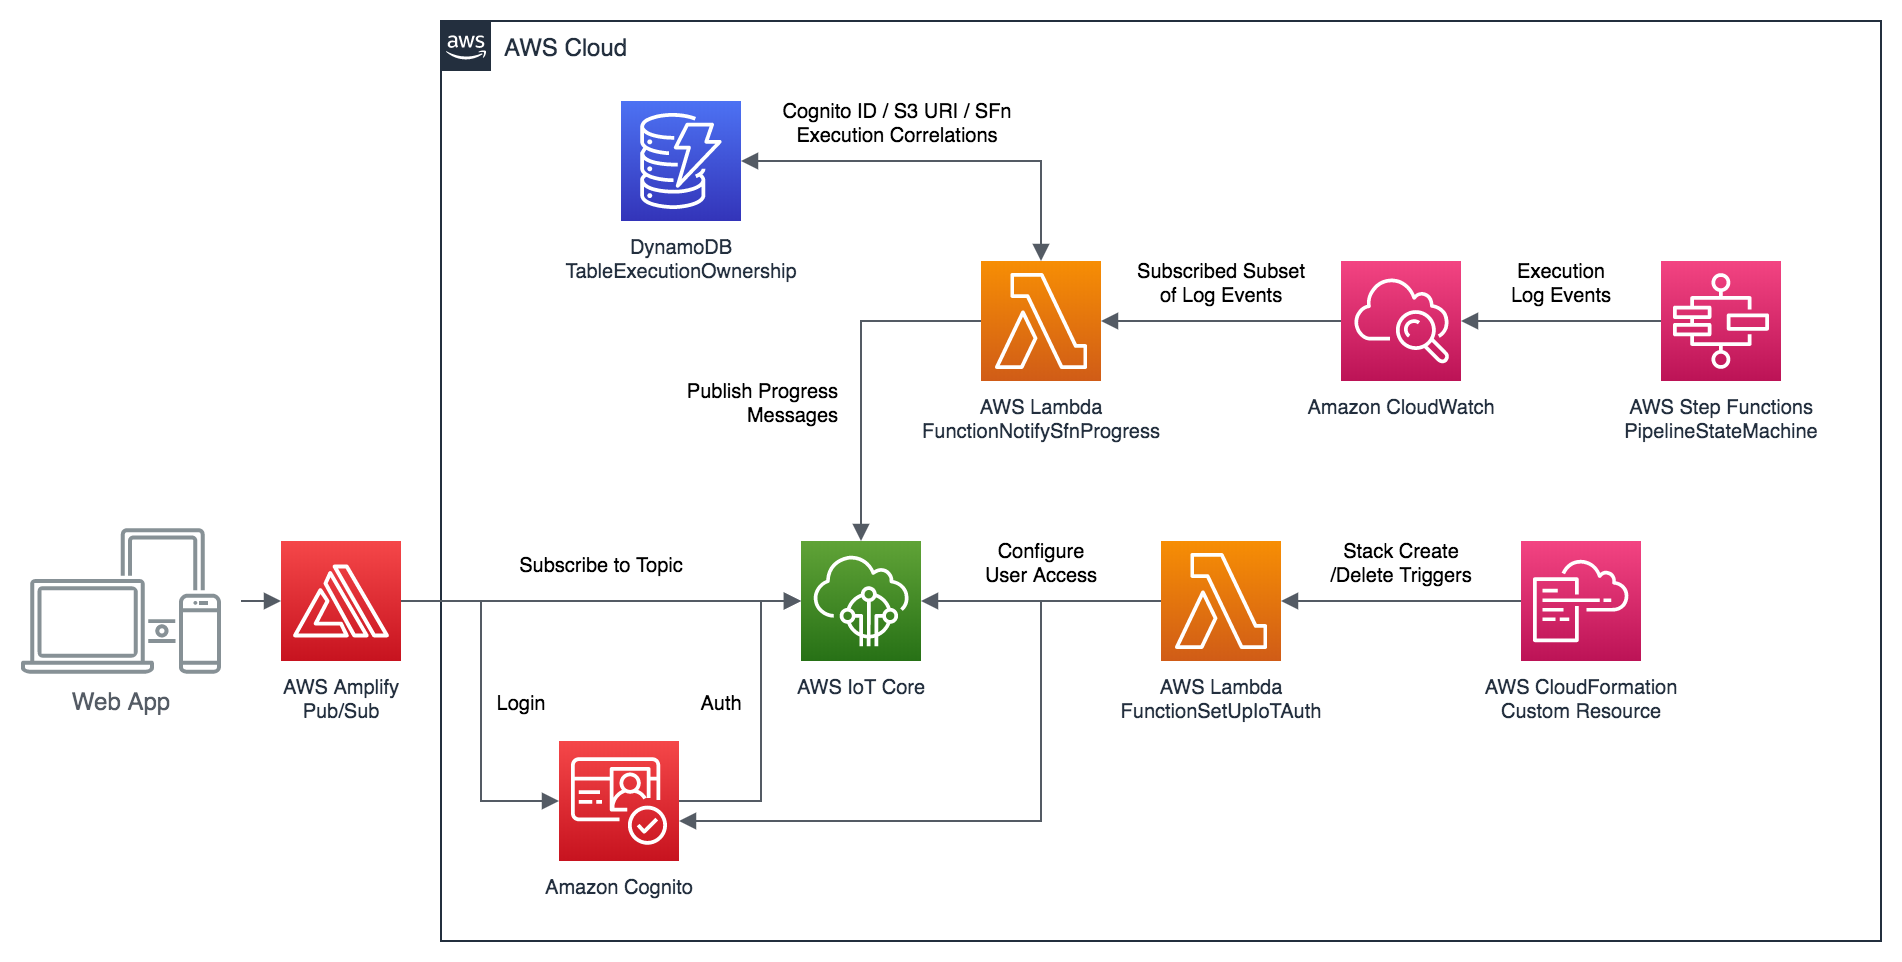 aws
AWS Cloud
Cognito ID / S3 URI / SFn
Execution Correlations
DynamoDB
TableExecutionOwnership
Subscribed Subset
of Log Events
Execution
Log Events
Publish Progress
Messages
AWS Lambda
FunctionNotifySfnProgress
Amazon CloudWatch
AWS Step Functions
PipelineStateMachine
Subscribe to Topic
Configure
User Access
Stack Create
/Delete Triggers
Web App
AWS Amplify
Pub/Sub
Login
Auth
AWS IoT Core
AWS Lambda
FunctionSetUpIoTAuth
AWS CloudFormation
Custom Resource
Amazon Cognito